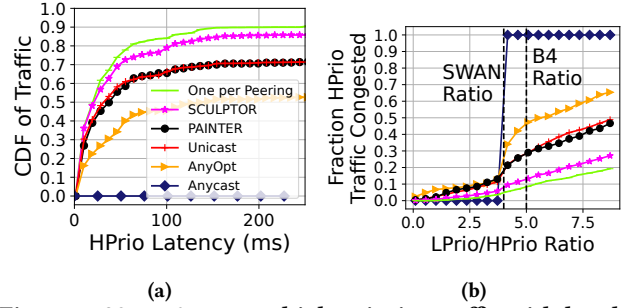 CDF of Traffic
1.0
0.9
0.8
0.7
0.6
0.5
0.4
0.3
0.2
0.1
0.0
One per Peering
SCULPTOR
PAINTER
Unicast
AnyOpt
Anycast
0
100
200
HPrio Latency (ms)
(a)
Fraction HPrio
Traffic Congested
1.0
0.9
0.8
0.7
0.6
0.5
0.4
0.3
0.2
0.1
0.0
SWAN
Ratio
B4
Ratio
0.0
2.5
5.0
7.5
LPrio/HPrio Ratio
(b)